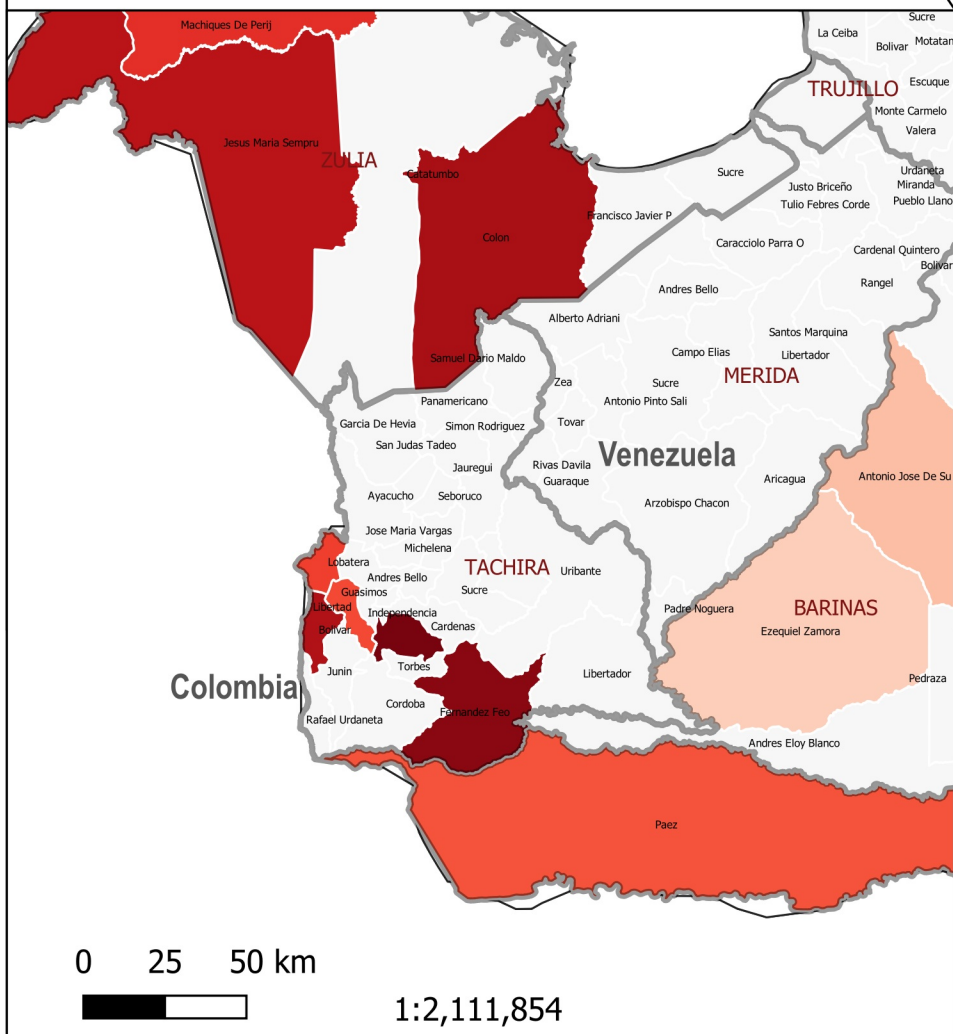 Machiques De Perij
Sucre
La Ceiba
Bolivar
Motatan
Escuque
TRUJILLO
Monte Carmelo
Valera
Jesus Maria Sempru
ZULIA
Catatumbo
Sucre
Urdaneta
Miranda
Justo Briceño
Pueblo Llano
Tulio Febres Corde
Francisco Javier P
Colon
Caracciolo Parra O
Cardenal Quintero
Bolivar
Rangel
Andres Bello
Alberto Adriani
Santos Marquina
Samuel Dario Maldo
Campo Elias
Libertador
MERIDA
Zea
Sucre
Panamericano
Antonio Pinto Sali
Garcia De Hevia
Simon Rodriguez
Tovar
San Judas Tadeo
Venezuela
Jauregui
Rivas Davila
Guaraque
Aricagua
Antonio Jose De Su
Ayacucho
Seboruco
Arzobispo Chacon
Jose Maria Vargas
Michelena
Lobatera
TACHIRA
Uribante
Andres Bello
Guasimos
Sucre
Libertad
Independencia
Padre Noguera
BARINAS
Bolivar
Cardenas
Ezequiel Zamora
Junin
Torbes
Libertador
Pedraza
Colombia
Cordoba
Fernandez Feo
Rafael Urdaneta
Andres Eloy Blanco
Paez
0 25 50 km
1:2,111,854